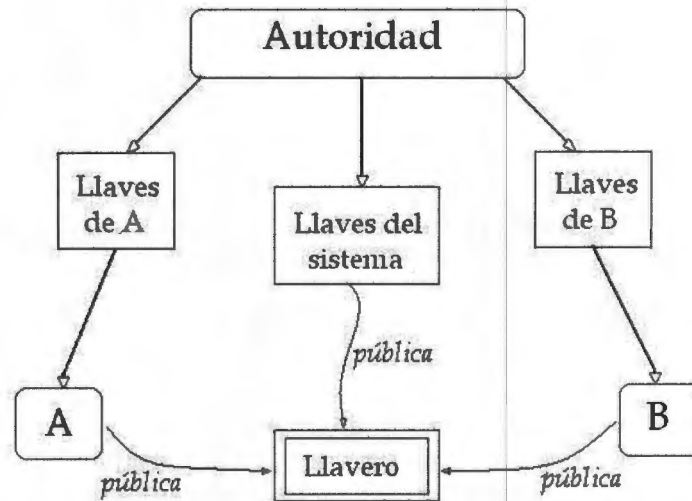 Autoridad
Llaves
de A
Llaves del
sistema
Llaves
de B
pública
A
B
Llavero
pública
pública